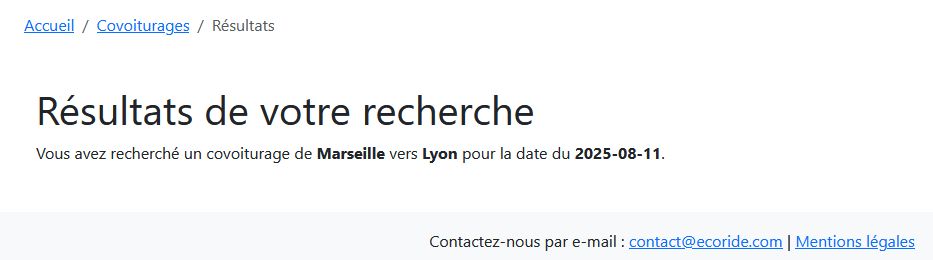 Accueil / Covoiturages / Résultats
Résultats de votre recherche
Vous avez recherché un covoiturage de Marseille vers Lyon pour la date du 2025-08-11.
Contactez-nous par e-mail : contact@ecoride.com | Mentions légales